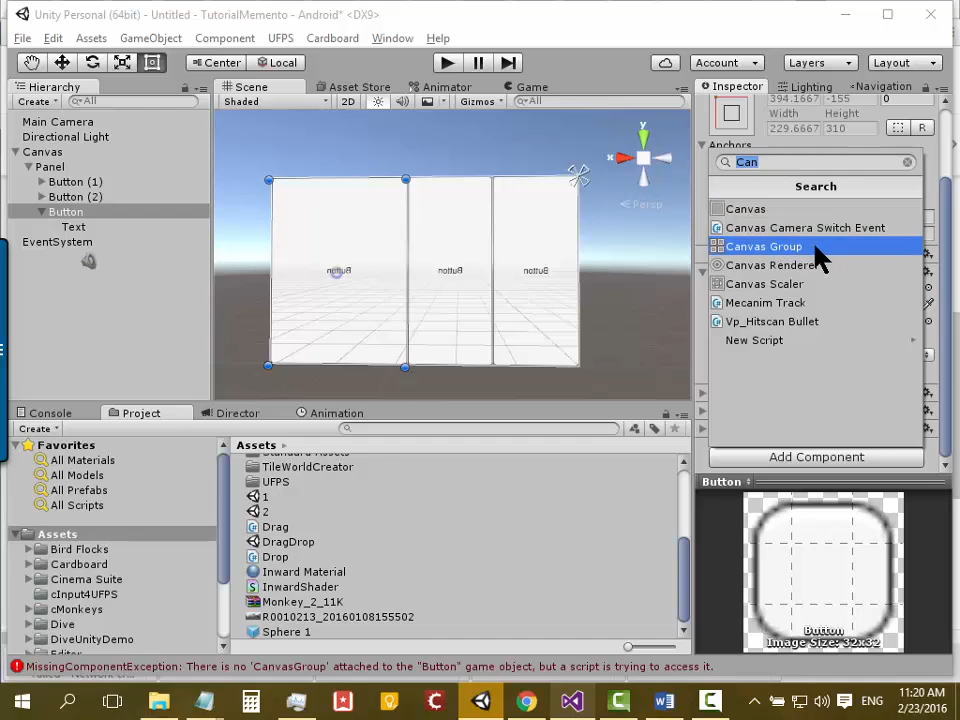 Unity Personal (64bit) - Untitled - TutorialMemento - Android* <DX9>
File Edit Assets GameObject Component UFPS Cardboard Window Help
Center Local Account Layers Layout
Hierarchy
Create All
Main Camera
Directional Light
Canvas
Panel
Button (1)
Button (2)
Button
Text
EventSystem
Scene Asset Store Animator Game
Shaded 2D Gizmos All
y
x
Persp
Button
Button
Button
Inspector Lighting Navigation
394.1667 -155 0
Width Height
229.6667 310 R
Anchors
Can
Search
Canvas
Canvas Camera Switch Event
Canvas Group
Canvas Renderer
Canvas Scaler
Mecanim Track
Vp_Hitscan Bullet
New Script
Add Component
Console Project Director Animation
Create
Favorites
All Materials
All Models
All Prefabs
All Scripts
Assets
Bird Flocks
Cardboard
Cinema Suite
cInput4UFPS
cMonkeys
Dive
DiveUnityDemo
Editor
Assets
Standard Assets
TileWorldCreator
UFPS
1
2
Drag
DragDrop
Drop
Inward Material
InwardShader
Monkey_2_11K
R0010213_20160108155502
Sphere 1
Button
Button
Image Size: 32x32
MissingComponentException: There is no 'CanvasGroup' attached to the "Button" game object, but a script is trying to access it.
ENG
11:20 AM
2/23/2016